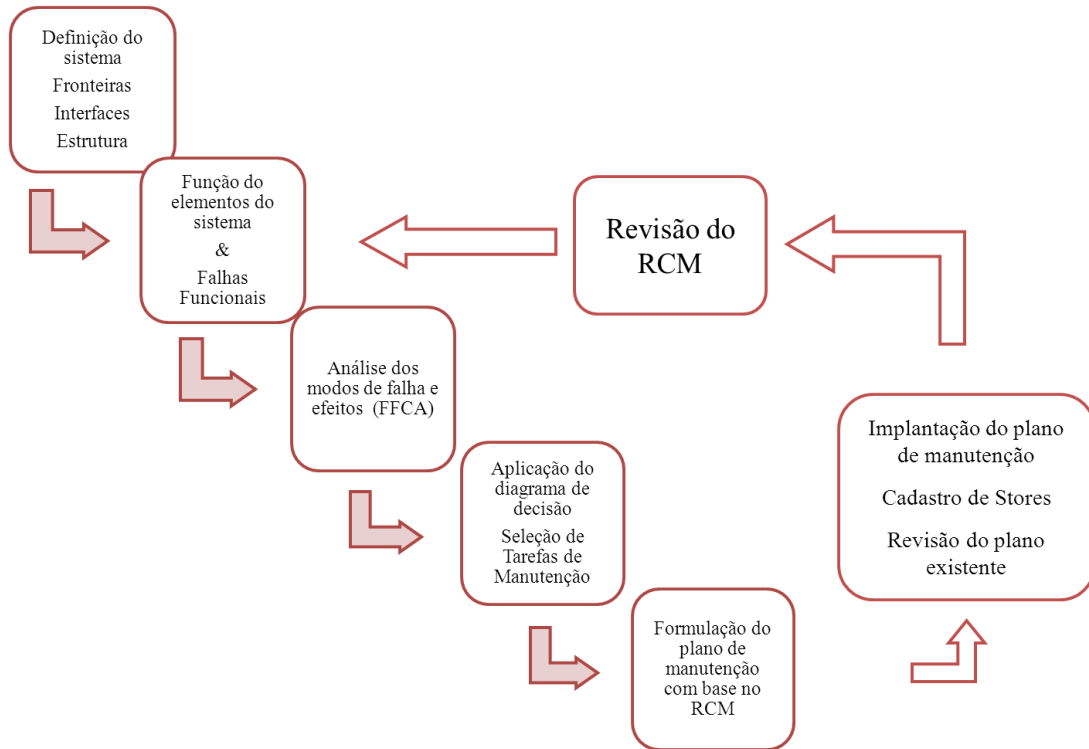 Definição do
sistema
Fronteiras
Interfaces
Estrutura
Função do
elementos do
sistema
&
Falhas
Funcionais
Análise dos
modos de falha e
efeitos (FFCA)
Aplicação do
diagrama de
decisão
Seleção de
Tarefas de
Manutenção
Formulação do
plano de
manutenção
com base no
RCM
Implantação do plano
de manutenção
Cadastro de Stores
Revisão do plano
existente
Revisão do
RCM